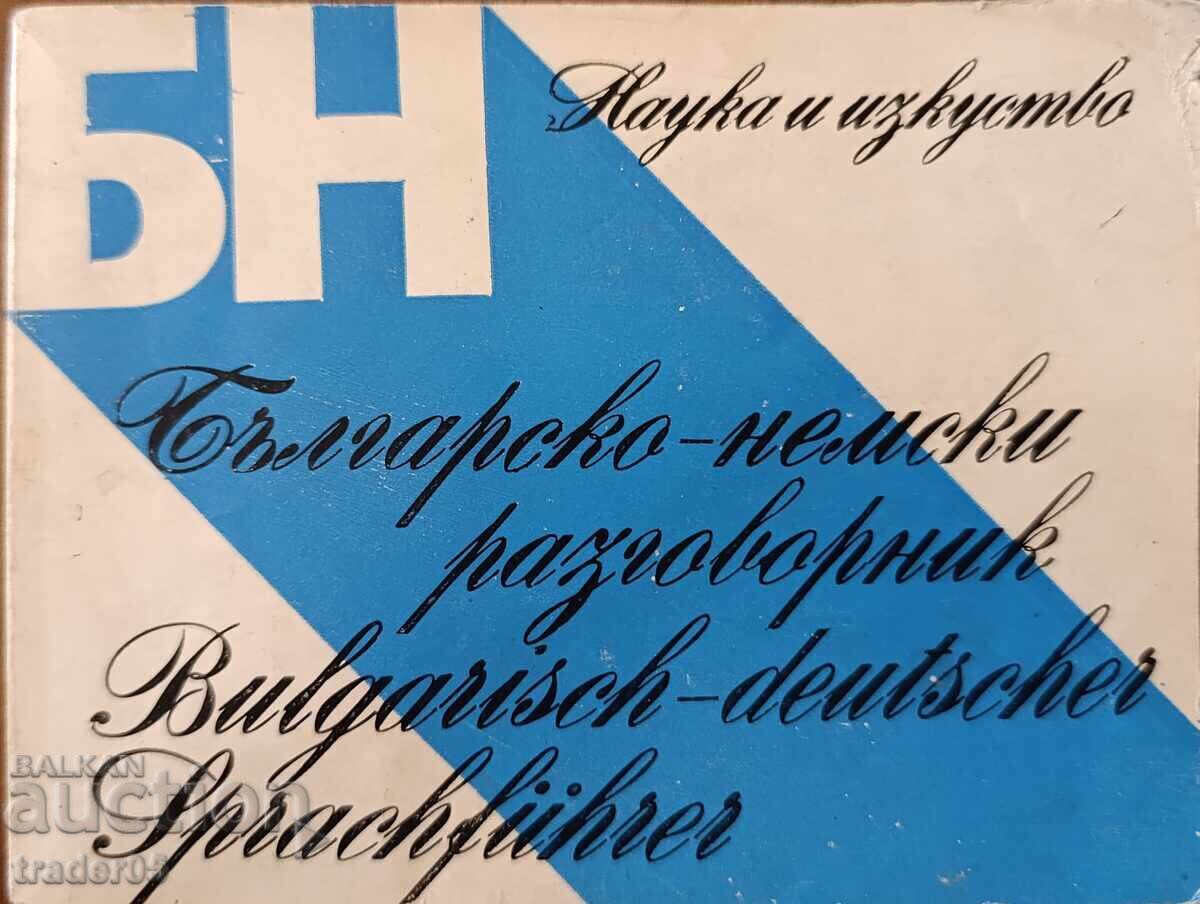 БН
Наука и изкуство
Българско-немски
разговорник
Bulgarisch-deutscher
Sprachführer
BALKAN
auction
trader05